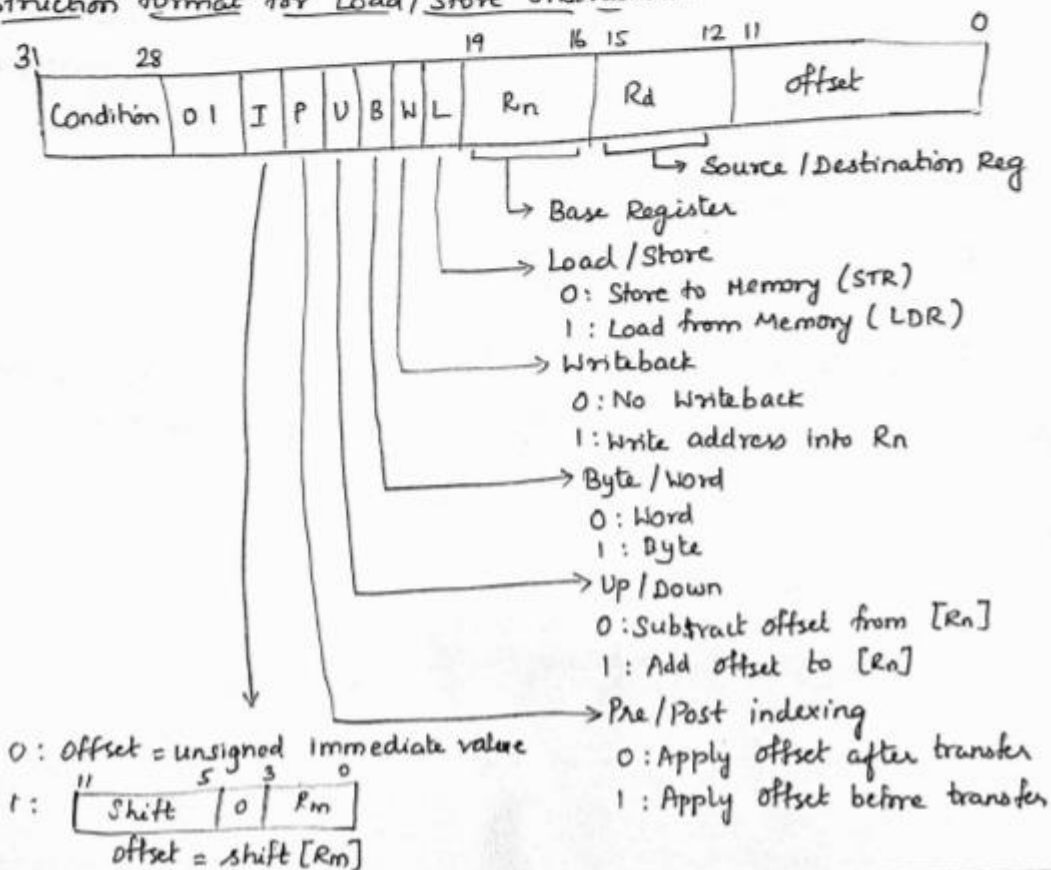 format for Load / Store
31 28 19 16 15 12 11 0
Condition 0 1 I P U B W L Rn Rd offset
Source / Destination Reg
Base Register
Load / Store
0: Store to Memory (STR)
1: Load from Memory (LDR)
Writeback
0: No Writeback
1: Write address into Rn
Byte / Word
0: Word
1: Byte
Up / Down
0: Subtract offset from [Rn]
1: Add offset to [Rn]
Pre / Post indexing
0: Apply offset after transfer
1: Apply offset before transfer
0: offset = unsigned immediate value
11 5 3 0
1: Shift 0 Rm
offset = shift [Rm]